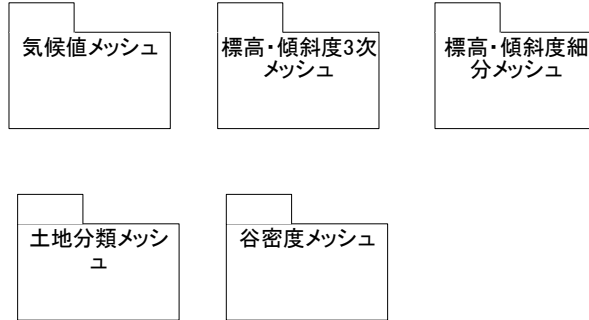 気候値メッシュ
標高・傾斜度3次
メッシュ
標高・傾斜度細
分メッシュ
土地分類メッシ
ュ
谷密度メッシュ